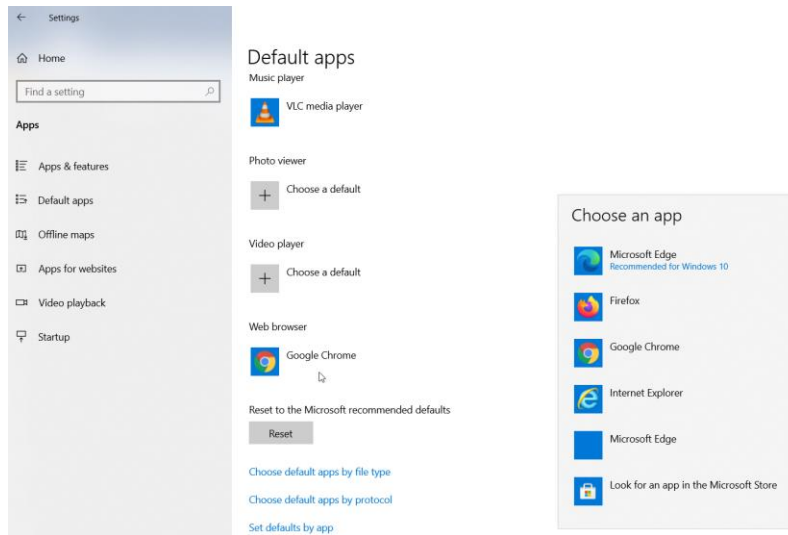 Settings
Home
Find a setting
Apps
Apps & features
Default apps
Offline maps
Apps for websites
Video playback
Startup
Default apps
Music player
VLC media player
Photo viewer
Choose a default
Video player
Choose a default
Web browser
Google Chrome
Reset to the Microsoft recommended defaults
Reset
Choose default apps by file type
Choose default apps by protocol
Set defaults by app
Choose an app
Microsoft Edge
Recommended for Windows 10
Firefox
Google Chrome
Internet Explorer
Microsoft Edge
Look for an app in the Microsoft Store